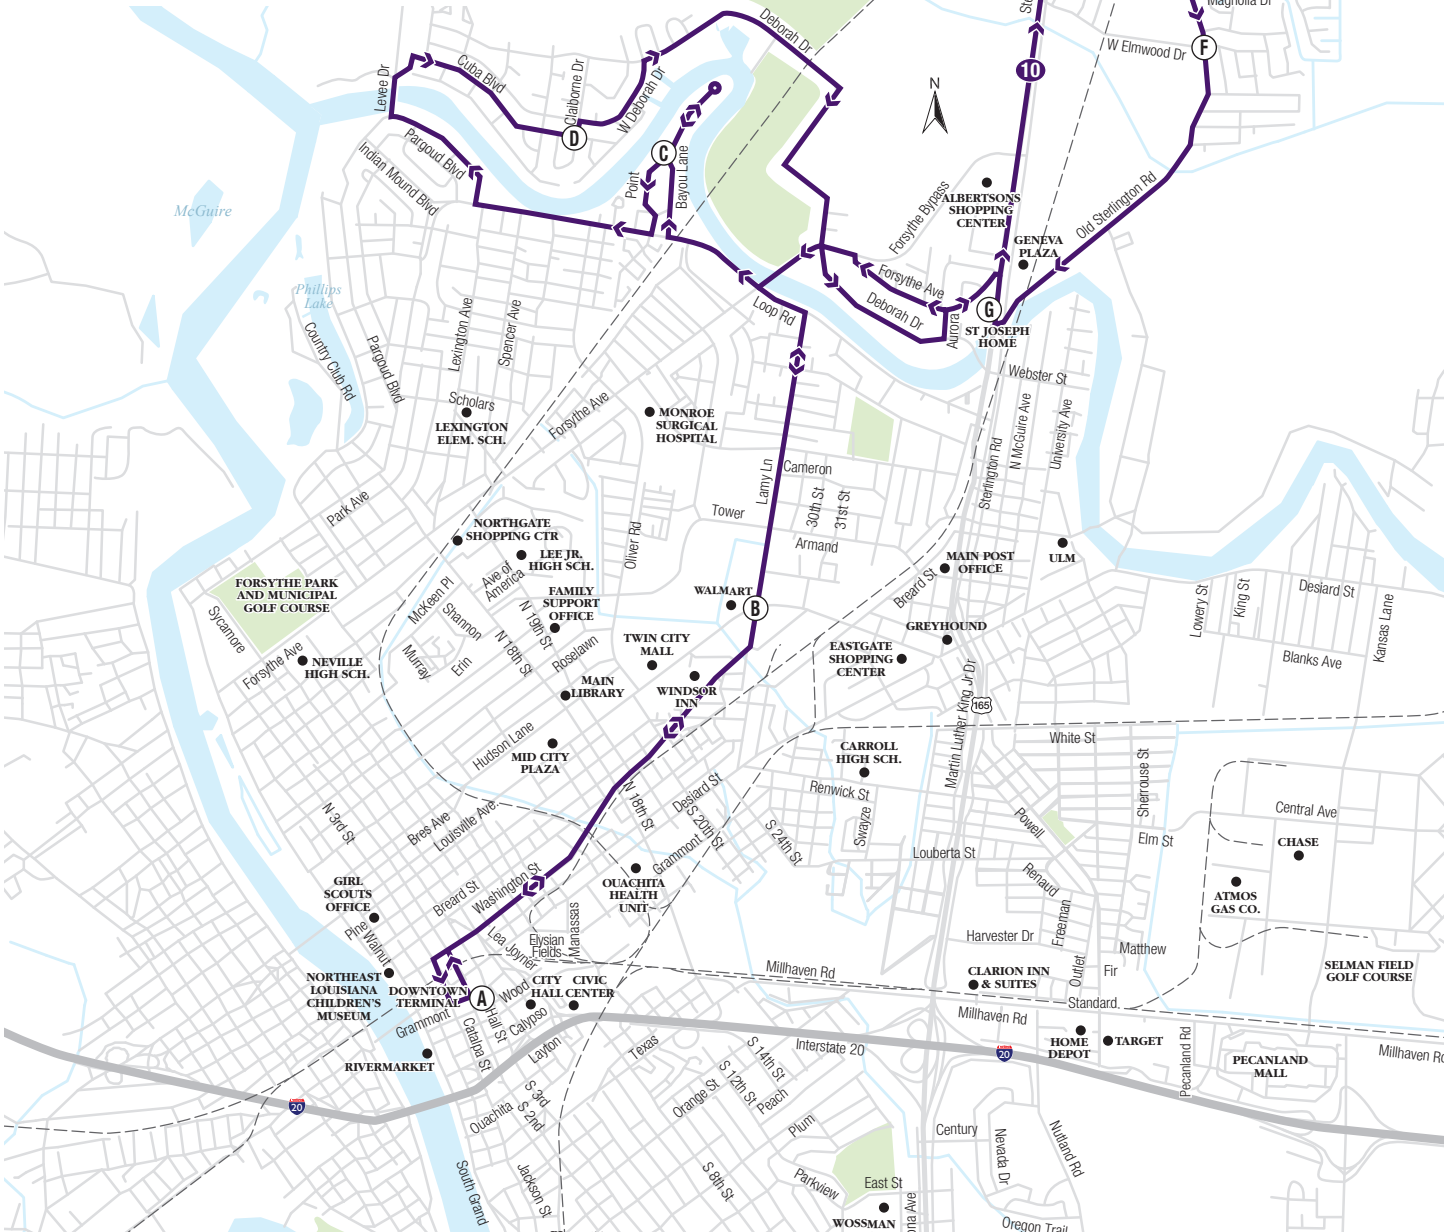 Magnolia Dr
Deborah Dr
W Elmwood Dr
F
10
Cuba Blvd
Levee Dr
Claiborne Dr
W Deborah Dr
N
D
C
Pargoud Blvd
Indian Mound Blvd
Point
Bayou Lane
McGuire
Forsythe Bypass
ALBERTSONS
SHOPPING
CENTER
Old Sterlington Rd
GENEVA
PLAZA
Forsythe Ave
Deborah Dr
Aurora
G
ST JOSEPH
HOME
Phillips
Lake
Loop Rd
Country Club Rd
Pargoud Blvd
Lexington Ave
Spencer Ave
Webster St
Scholars
LEXINGTON
ELEM. SCH.
Forsythe Ave
MONROE
SURGICAL
HOSPITAL
N McGuire Ave
University Ave
Sterlington Rd
Lamy Ln
Cameron
30th St
31st St
Park Ave
Tower
Armand
NORTHGATE
SHOPPING CTR
LEE JR.
HIGH SCH.
Oliver Rd
MAIN POST
OFFICE
ULM
Ave of
America
FORSYTHE PARK
AND MUNICIPAL
GOLF COURSE
McKeen Pl
FAMILY
SUPPORT
OFFICE
WALMART
B
Breard St
Lowery St
King St
Desiard St
Kansas Lane
Sycamore
Shannon
N 19th St
N 18th St
Roselawn
TWIN CITY
MALL
GREYHOUND
EASTGATE
SHOPPING
CENTER
Blanks Ave
Forsythe Ave
NEVILLE
HIGH SCH.
Murray
Erin
MAIN
LIBRARY
WINDSOR
INN
Martin Luther King Jr Dr
165
Hudson Lane
MID CITY
PLAZA
CARROLL
HIGH SCH.
White St
Renwick St
Sherrouse St
N 18th St
Desiard St
S 20th St
S 24th St
Swayze
Powell
Central Ave
N 3rd St
Bres Ave
Louisville Ave.
Grammont
Louberta St
Elm St
CHASE
Renaud
GIRL
SCOUTS
OFFICE
Breard St
Washington St
OUACHITA
HEALTH
UNIT
ATMOS
GAS CO.
Pine
Walnut
Lea Joyner
Elysian
Fields
Manassas
Freeman
Harvester Dr
Matthew
Outlet
Fir
NORTHEAST
LOUISIANA
CHILDREN'S
MUSEUM
DOWNTOWN
TERMINAL
A
Wood
CITY
HALL
CIVIC
CENTER
Millhaven Rd
CLARION INN
& SUITES
SELMAN FIELD
GOLF COURSE
Standard
Grammont
Hall St
Catalpa St
Calypso
Layton
Texas
Millhaven Rd
Interstate 20
20
HOME
DEPOT
TARGET
Pecanland Rd
PECANLAND
MALL
Millhaven Rd
RIVERMARKET
20
S 14th St
S 12th St
Orange St
Peach
Plum
S 3rd
S 2nd
Ouachita
Century
Nevada Dr
Nutland Rd
South Grand
Jackson St
S 8th St
Parkview
East St
WOSSMAN
Oregon Trail